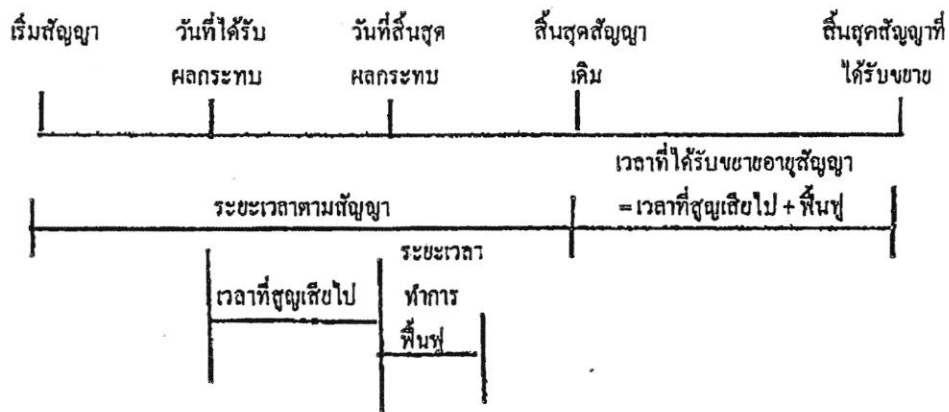 เริ่มสัญญา วันที่ได้รับ วันที่สิ้นสุด สิ้นสุดสัญญา สิ้นสุดสัญญาที่
ผลกระทบ ผลกระทบ เดิม ได้รับขยาย
เวลาที่ได้รับขยายอายุสัญญา
ระยะเวลาตามสัญญา = เวลาที่สูญเสียไป + ฟื้นฟู
ระยะเวลา
เวลาที่สูญเสียไป ทำการ
ฟื้นฟู